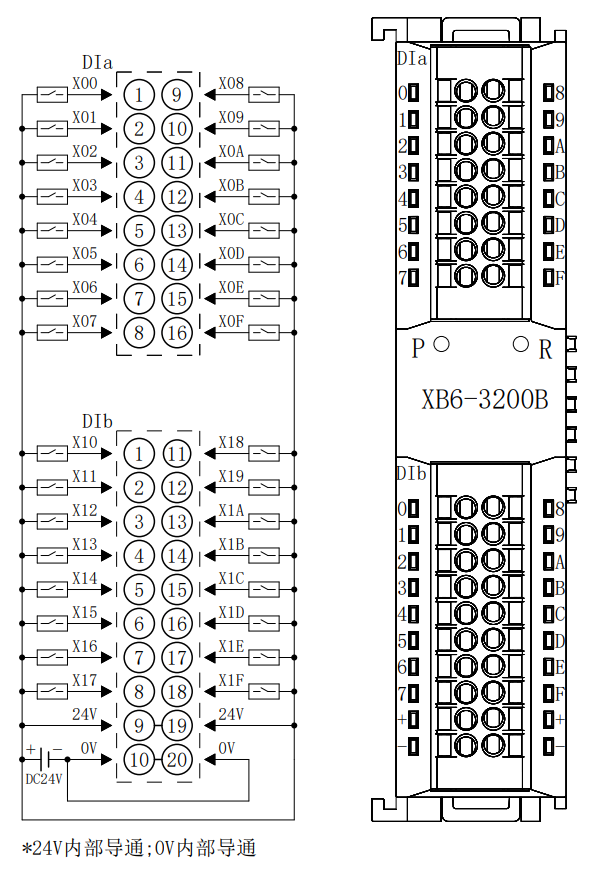 DIa
X00 1 9 X08
X01 2 10 X09
X02 3 11 X0A
X03 4 12 X0B
X04 5 13 X0C
X05 6 14 X0D
X06 7 15 X0E
X07 8 16 X0F
DIb
X10 1 11 X18
X11 2 12 X19
X12 3 13 X1A
X13 4 14 X1B
X14 5 15 X1C
X15 6 16 X1D
X16 7 17 X1E
X17 8 18 X1F
24V 9 19 24V
+ − 0V 10 20 0V
DC24V
*24V内部导通;0V内部导通
DIa
0 8
1 9
2 A
3 B
4 C
5 D
6 E
7 F
P R
XB6-3200B
DIb
0 8
1 9
2 A
3 B
4 C
5 D
6 E
7 F
+ +
- -